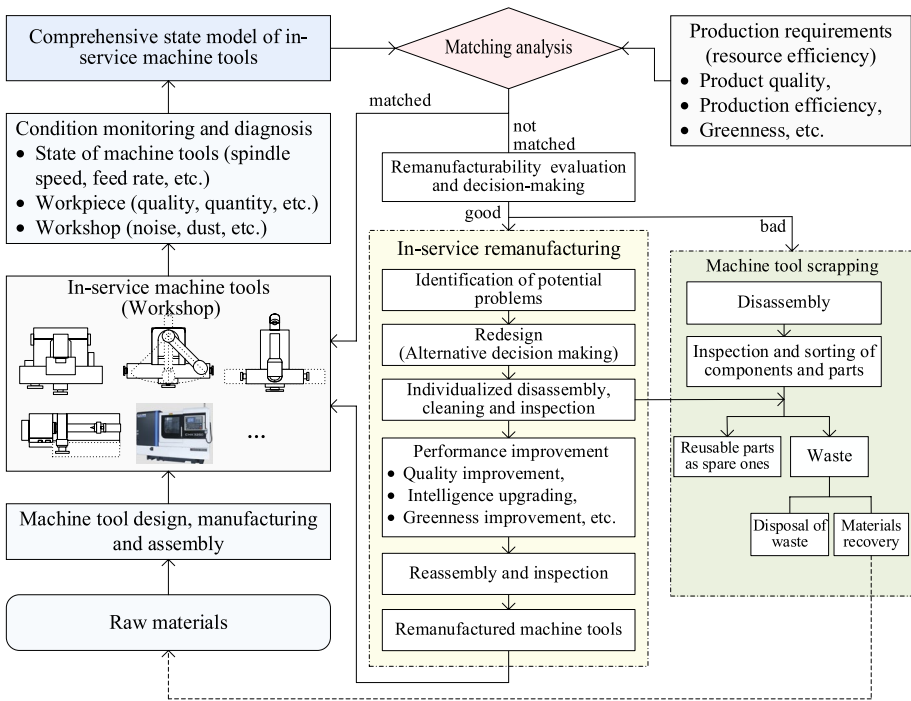 Comprehensive state model of in-
service machine tools
Matching analysis
Production requirements
(resource efficiency)
• Product quality,
• Production efficiency,
• Greenness, etc.
matched
not
matched
Condition monitoring and diagnosis
• State of machine tools (spindle
speed, feed rate, etc.)
• Workpiece (quality, quantity, etc.)
• Workshop (noise, dust, etc.)
Remanufacturability evaluation
and decision-making
good
bad
In-service machine tools
(Workshop)
...
In-service remanufacturing
Identification of potential
problems
Redesign
(Alternative decision making)
Individualized disassembly,
cleaning and inspection
Performance improvement
• Quality improvement,
• Intelligence upgrading,
• Greenness improvement, etc.
Reassembly and inspection
Remanufactured machine tools
Machine tool scrapping
Disassembly
Inspection and sorting of
components and parts
Reusable parts
as spare ones
Waste
Disposal of
waste
Materials
recovery
Machine tool design, manufacturing
and assembly
Raw materials